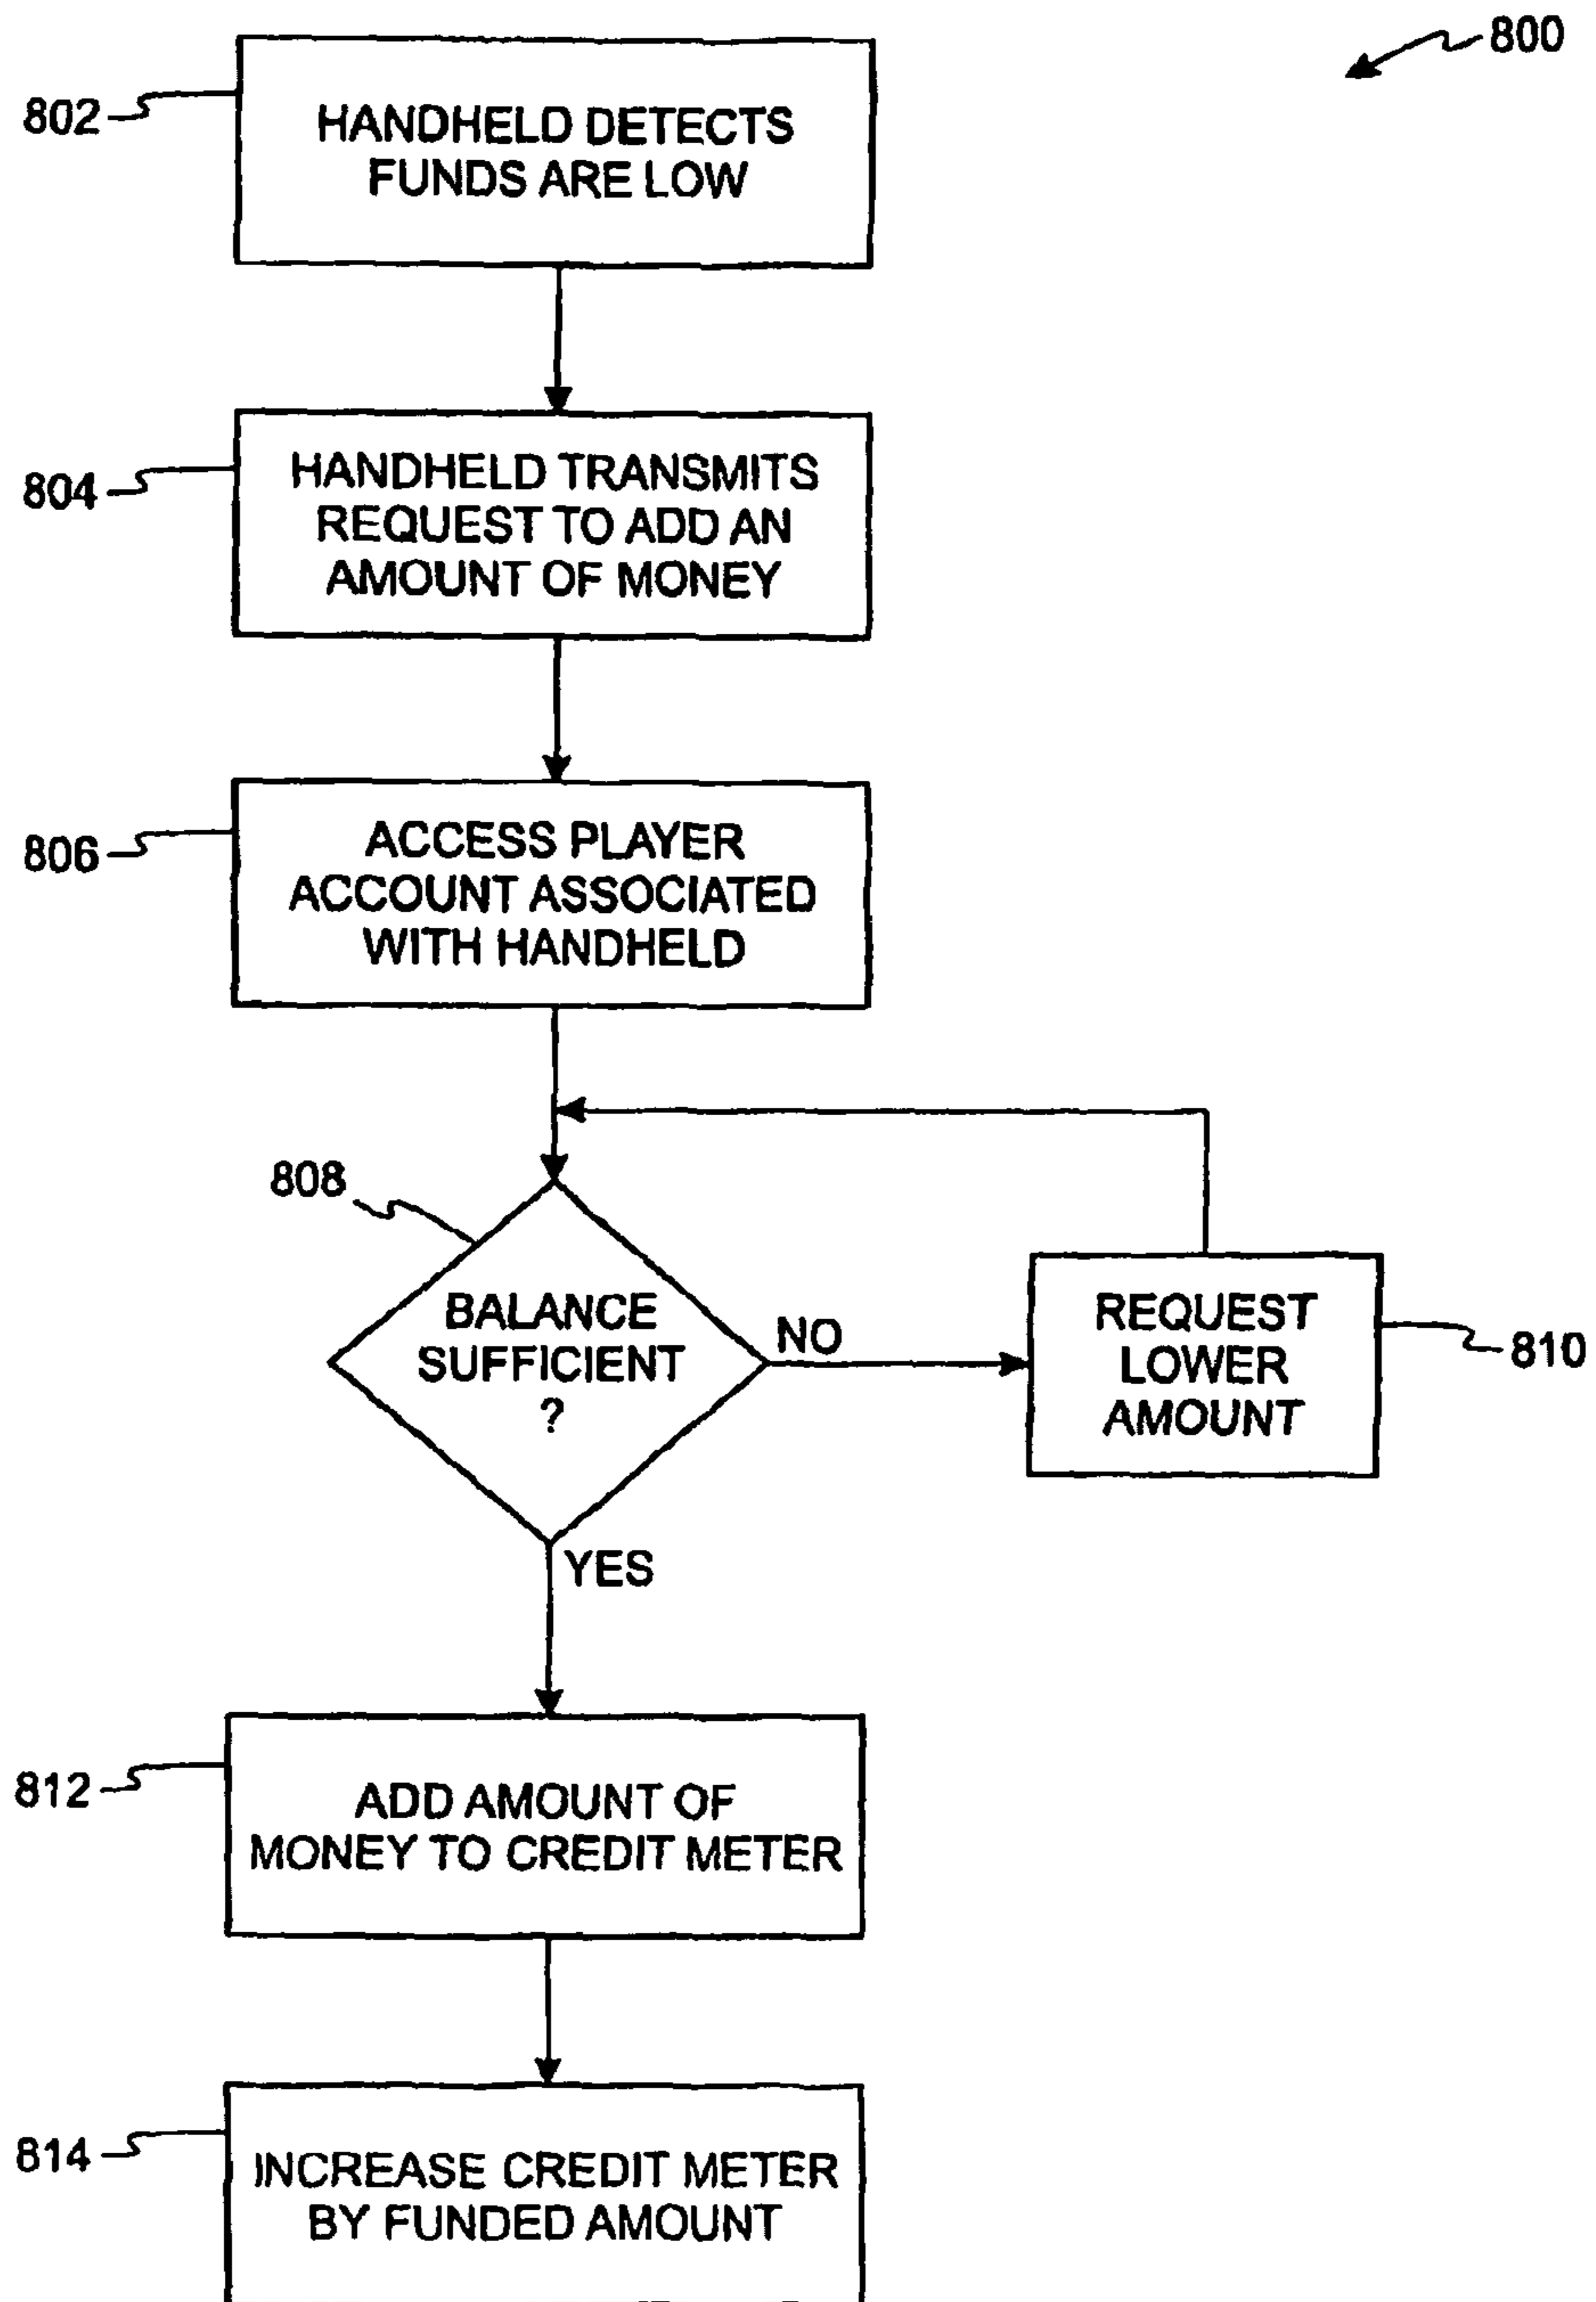 800
802
HANDHELD DETECTS
FUNDS ARE LOW
804
HANDHELD TRANSMITS
REQUEST TO ADD AN
AMOUNT OF MONEY
806
ACCESS PLAYER
ACCOUNT ASSOCIATED
WITH HANDHELD
808
BALANCE
SUFFICIENT
?
NO
REQUEST
LOWER
AMOUNT
810
YES
812
ADD AMOUNT OF
MONEY TO CREDIT METER
814
INCREASE CREDIT METER
BY FUNDED AMOUNT